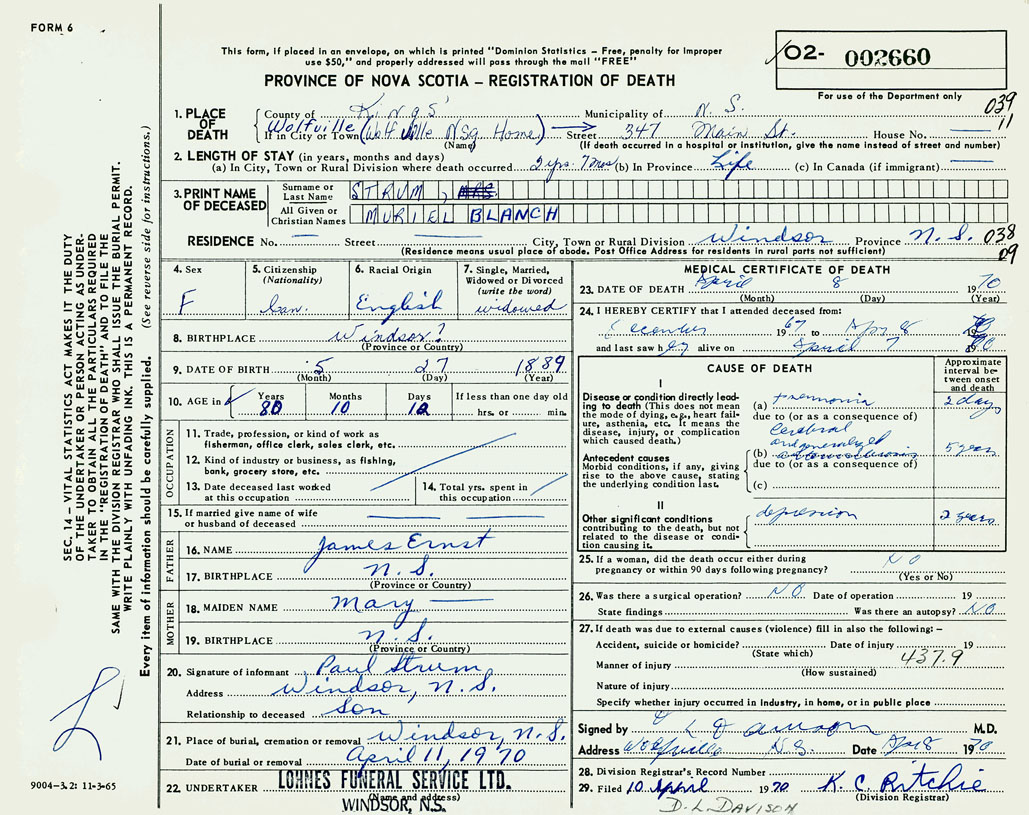 FORM 6
This form, if placed in an envelope, on which is printed "Dominion Statistics – Free, penalty for improper
use $50," and properly addressed will pass through the mail "FREE"
PROVINCE OF NOVA SCOTIA – REGISTRATION OF DEATH
02- 002660
For use of the Department only
039
11
1. PLACE OF DEATH
County of Kings' Municipality of N. S.
Wolfville (Wolfville NSg Home) → Street 347 Main St. House No. —
If in City or Town (Name) (If death occurred in a hospital or institution, give the name instead of street and number)
2. LENGTH OF STAY (in years, months and days)
(a) In City, Town or Rural Division where death occurred 2 yrs. 7 mos (b) In Province Life (c) In Canada (if immigrant) —
3. PRINT NAME OF DECEASED
Surname or Last Name STRUM, MRS
All Given or Christian Names MURIEL BLANCH
RESIDENCE No. — Street — City, Town or Rural Division Windsor Province N. S. 038
09
(Residence means usual place of abode. Post Office Address for residents in rural parts not sufficient)
4. Sex F
5. Citizenship (Nationality) Can.
6. Racial Origin English
7. Single, Married, Widowed or Divorced (write the word) widowed
8. BIRTHPLACE Windsor?
(Province or Country)
9. DATE OF BIRTH 5 27 1889
(Month) (Day) (Year)
10. AGE in Years 80 Months 10 Days 12 If less than one day old hrs. or min.
OCCUPATION
11. Trade, profession, or kind of work as
fisherman, office clerk, sales clerk, etc.
12. Kind of industry or business, as fishing,
bank, grocery store, etc.
13. Date deceased last worked
at this occupation
14. Total yrs. spent in
this occupation
15. If married give name of wife
or husband of deceased — —
FATHER
16. NAME James Ernst
17. BIRTHPLACE N. S.
(Province or Country)
MOTHER
18. MAIDEN NAME Mary —
19. BIRTHPLACE N. S.
(Province or Country)
20. Signature of informant Paul Strum
Address Windsor, N. S.
Relationship to deceased Son
21. Place of burial, cremation or removal Windsor, N. S.
Date of burial or removal April 11, 1970
22. UNDERTAKER LOHNES FUNERAL SERVICE LTD.
(Name and address)
WINDSOR, N.S.
MEDICAL CERTIFICATE OF DEATH
23. DATE OF DEATH April 8 1970
(Month) (Day) (Year)
24. I HEREBY CERTIFY that I attended deceased from:
December 1967 to Apr 8 1970
and last saw her alive on April 7 1970
CAUSE OF DEATH
Approximate interval between onset and death
I
Disease or condition directly lead-
ing to death (This does not mean
the mode of dying, e.g., heart fail-
ure, asthenia, etc. It means the
disease, injury, or complication
which caused death.)
(a) pneumonia 2 days
due to (or as a consequence of)
Cerebral
and generalized
Antecedent causes
Morbid conditions, if any, giving
rise to the above cause, stating
the underlying condition last.
(b) arteriosclerosis 5 years
due to (or as a consequence of)
(c)
II
Other significant conditions
contributing to the death, but not
related to the disease or condi-
tion causing it.
depression 2 years
25. If a woman, did the death occur either during
pregnancy or within 90 days following pregnancy? NO
(Yes or No)
26. Was there a surgical operation? NO. Date of operation 19
State findings Was there an autopsy? NO
27. If death was due to external causes (violence) fill in also the following: –
Accident, suicide or homicide? Date of injury 19
(State which) 437.9
Manner of injury
(How sustained)
Nature of injury
Specify whether injury occurred in industry, in home, or in public place
Signed by M.D.
Address Wolfville N.S. Date Apr 8 1970
28. Division Registrar's Record Number
29. Filed 10 April 1970 K. C. Ritchie
(Division Registrar)
D. L. DAVISON
SEC. 14 – VITAL STATISTICS ACT MAKES IT THE DUTY
OF THE UNDERTAKER OR PERSON ACTING AS UNDER-
TAKER TO OBTAIN ALL THE PARTICULARS REQUIRED
IN THE "REGISTRATION OF DEATH" AND TO FILE THE
SAME WITH THE DIVISION REGISTRAR WHO SHALL ISSUE THE BURIAL PERMIT.
WRITE PLAINLY WITH UNFADING INK. THIS IS A PERMANENT RECORD.
Every item of information should be carefully supplied. (See reverse side for instructions.)
9004-3.2: 11-3-65